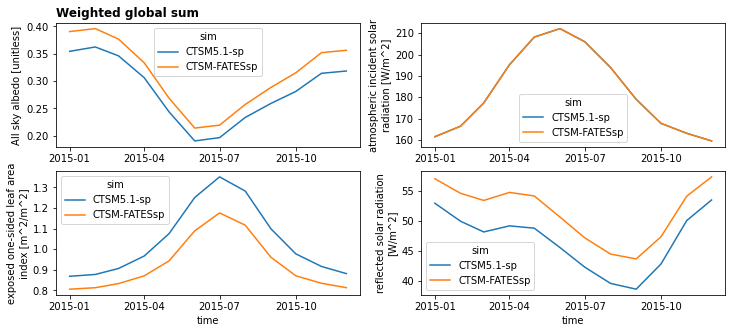 Weighted global sum
All sky albedo [unitless]
0.40
0.35
0.30
0.25
0.20
sim
CTSM5.1-sp
CTSM-FATESsp
2015-01
2015-04
2015-07
2015-10
atmospheric incident solar
radiation [W/m^2]
210
200
190
180
170
160
sim
CTSM5.1-sp
CTSM-FATESsp
2015-01
2015-04
2015-07
2015-10
exposed one-sided leaf area
index [m^2/m^2]
1.3
1.2
1.1
1.0
0.9
0.8
sim
CTSM5.1-sp
CTSM-FATESsp
2015-01
2015-04
2015-07
2015-10
time
reflected solar radiation
[W/m^2]
55
50
45
40
sim
CTSM5.1-sp
CTSM-FATESsp
2015-01
2015-04
2015-07
2015-10
time